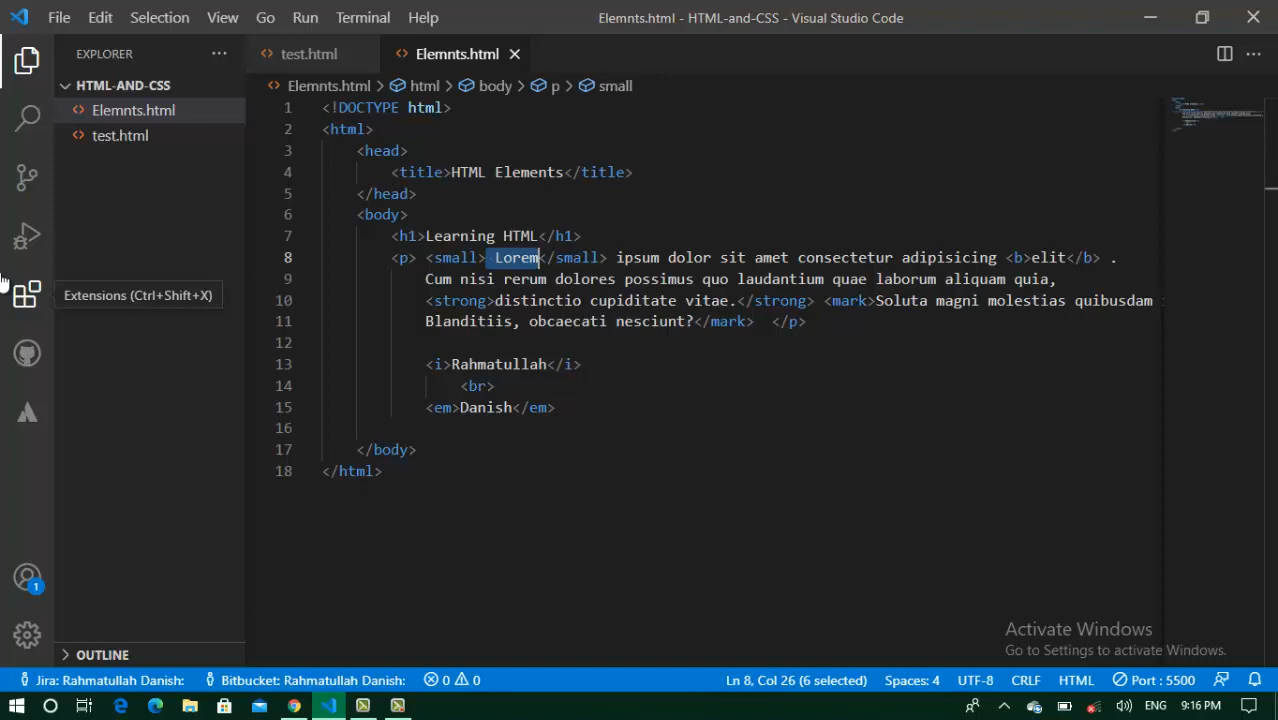 File Edit Selection View Go Run Terminal Help Elemnts.html - HTML-and-CSS - Visual Studio Code
EXPLORER
test.html Elemnts.html
HTML-AND-CSS
Elemnts.html > html > body > p > small
Elemnts.html
test.html
1 <!DOCTYPE html>
2 <html>
3 <head>
4 <title>HTML Elements</title>
5 </head>
6 <body>
7 <h1>Learning HTML</h1>
8 <p> <small> Lorem</small> ipsum dolor sit amet consectetur adipisicing <b>elit</b> .
9 Cum nisi rerum dolores possimus quo laudantium quae laborum aliquam quia,
10 <strong>distinctio cupiditate vitae.</strong> <mark>Soluta magni molestias quibusdam
11 Blanditiis, obcaecati nesciunt?</mark> </p>
12
13 <i>Rahmatullah</i>
14 <br>
15 <em>Danish</em>
16
17 </body>
18 </html>
Extensions (Ctrl+Shift+X)
1
OUTLINE
Activate Windows
Go to Settings to activate Windows.
Jira: Rahmatullah Danish: Bitbucket: Rahmatullah Danish: 0 0 Ln 8, Col 26 (6 selected) Spaces: 4 UTF-8 CRLF HTML Port : 5500
ENG 9:16 PM